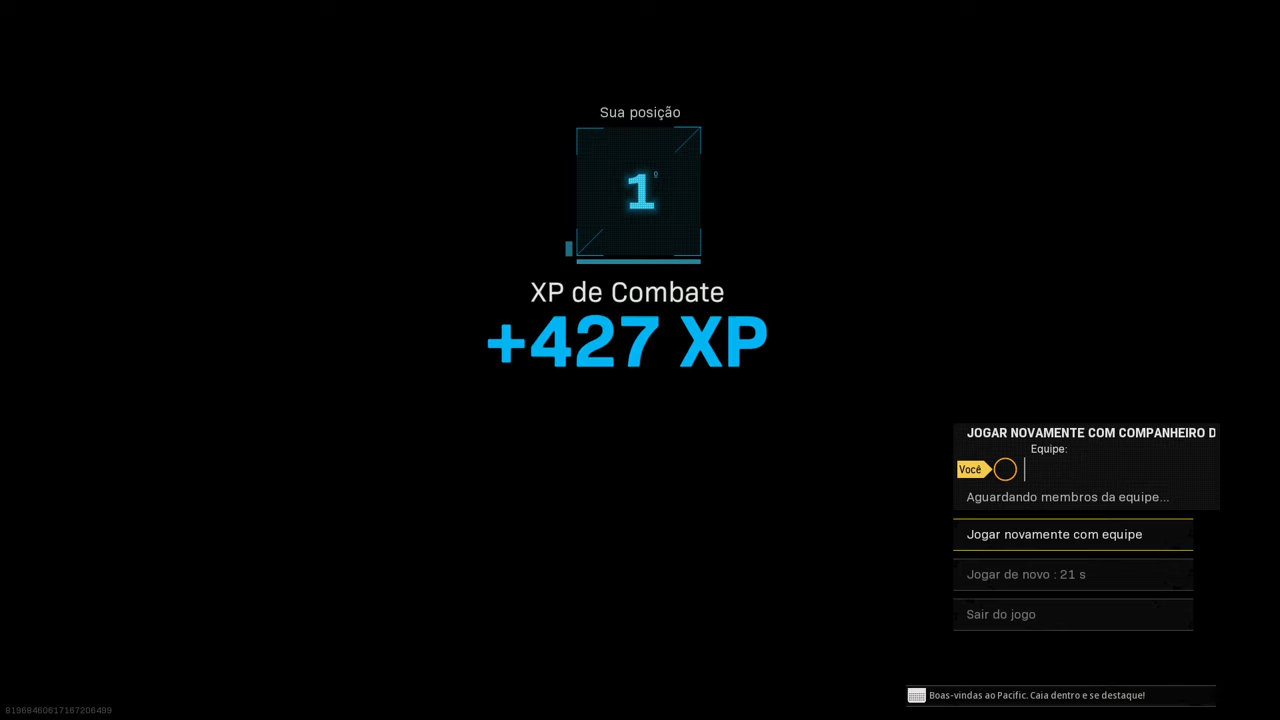 Sua posição
1º
XP de Combate
+427 XP
JOGAR NOVAMENTE COM COMPANHEIRO D
Equipe:
Você
Aguardando membros da equipe...
Jogar novamente com equipe
Jogar de novo : 21 s
Sair do jogo
Boas-vindas ao Pacific. Caia dentro e se destaque!
81968460617167206499